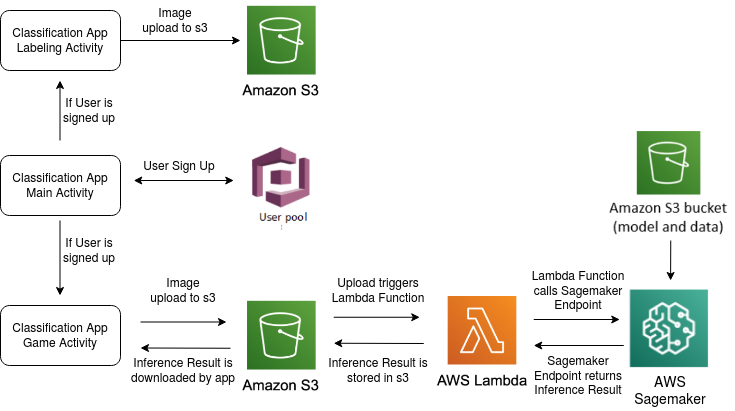 Classification App
Labeling Activity
Image
upload to s3
Amazon S3
If User is
signed up
Classification App
Main Activity
User Sign Up
User pool
Amazon S3 bucket
(model and data)
If User is
signed up
Classification App
Game Activity
Image
upload to s3
Inference Result is
downloaded by app
Amazon S3
Upload triggers
Lambda Function
Inference Result is
stored in s3
AWS Lambda
Lambda Function
calls Sagemaker
Endpoint
Sagemaker
Endpoint returns
Inference Result
AWS
Sagemaker